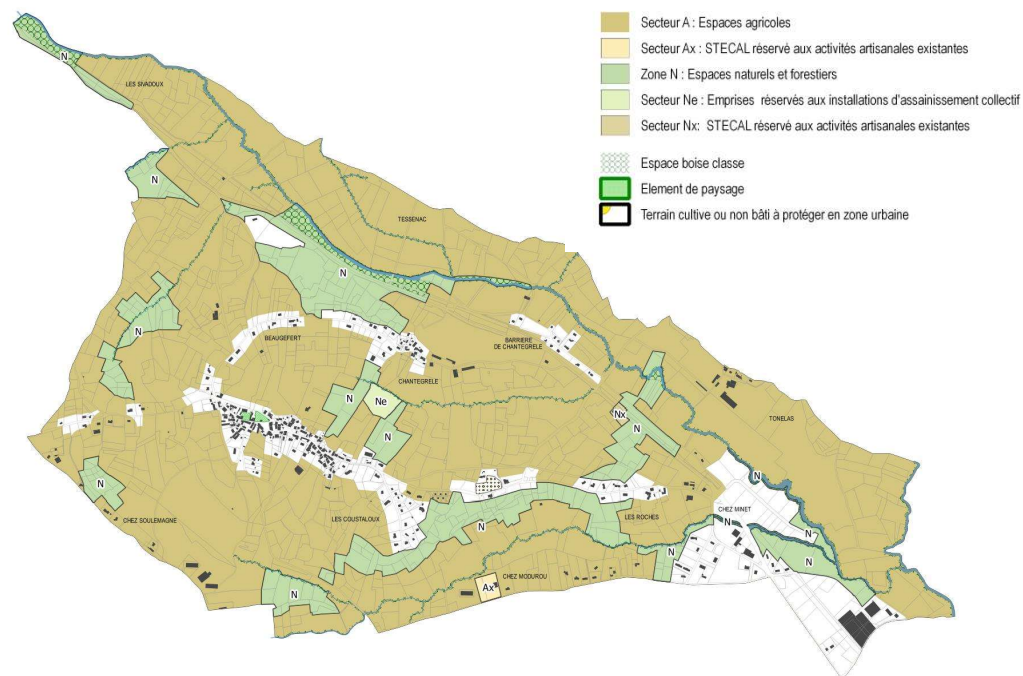 Secteur A : Espaces agricoles
Secteur Ax : STECAL réservé aux activités artisanales existantes
Zone N : Espaces naturels et forestiers
Secteur Ne : Emprises réservés aux installations d'assainissement collectif
Secteur Nx: STECAL réservé aux activités artisanales existantes
Espace boise classe
Element de paysage
Terrain cultive ou non bâti à protéger en zone urbaine
N
LES SIVADOUX
N
TESSENAC
N
N
BEAUGEFERT
BARRIERE
DE CHANTEGRELE
CHANTEGRELE
N
Ne
N
Nx
N
TONELAS
N
N
CHEZ SOULEMAGNE
LES COUSTALOUX
N
LES ROCHES
CHEZ MINET
N
N
N
N
N
CHEZ MODUROU
Ax
N